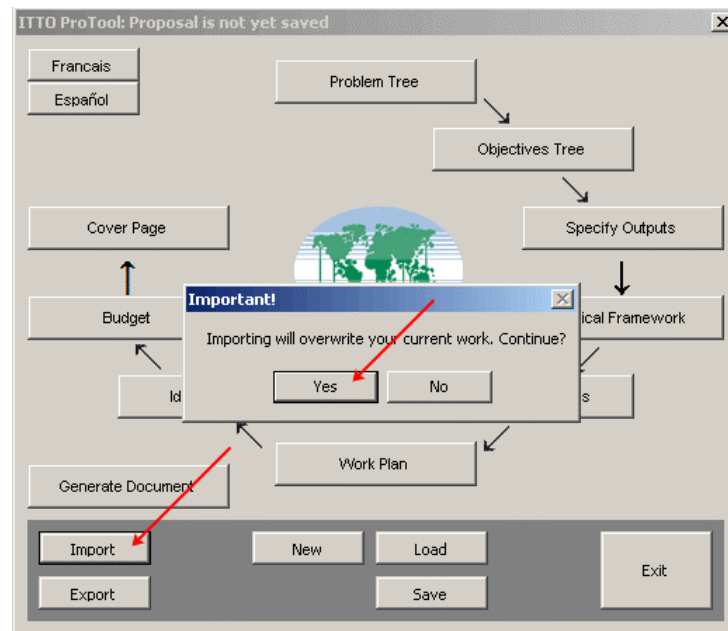 ITTO ProTool: Proposal is not yet saved
Francais
Español
Problem Tree
Objectives Tree
Cover Page
Specify Outputs
Important!
Budget
ical Framework
Importing will overwrite your current work. Continue?
Yes
No
Id
s
Work Plan
Generate Document
Import
New
Load
Exit
Export
Save